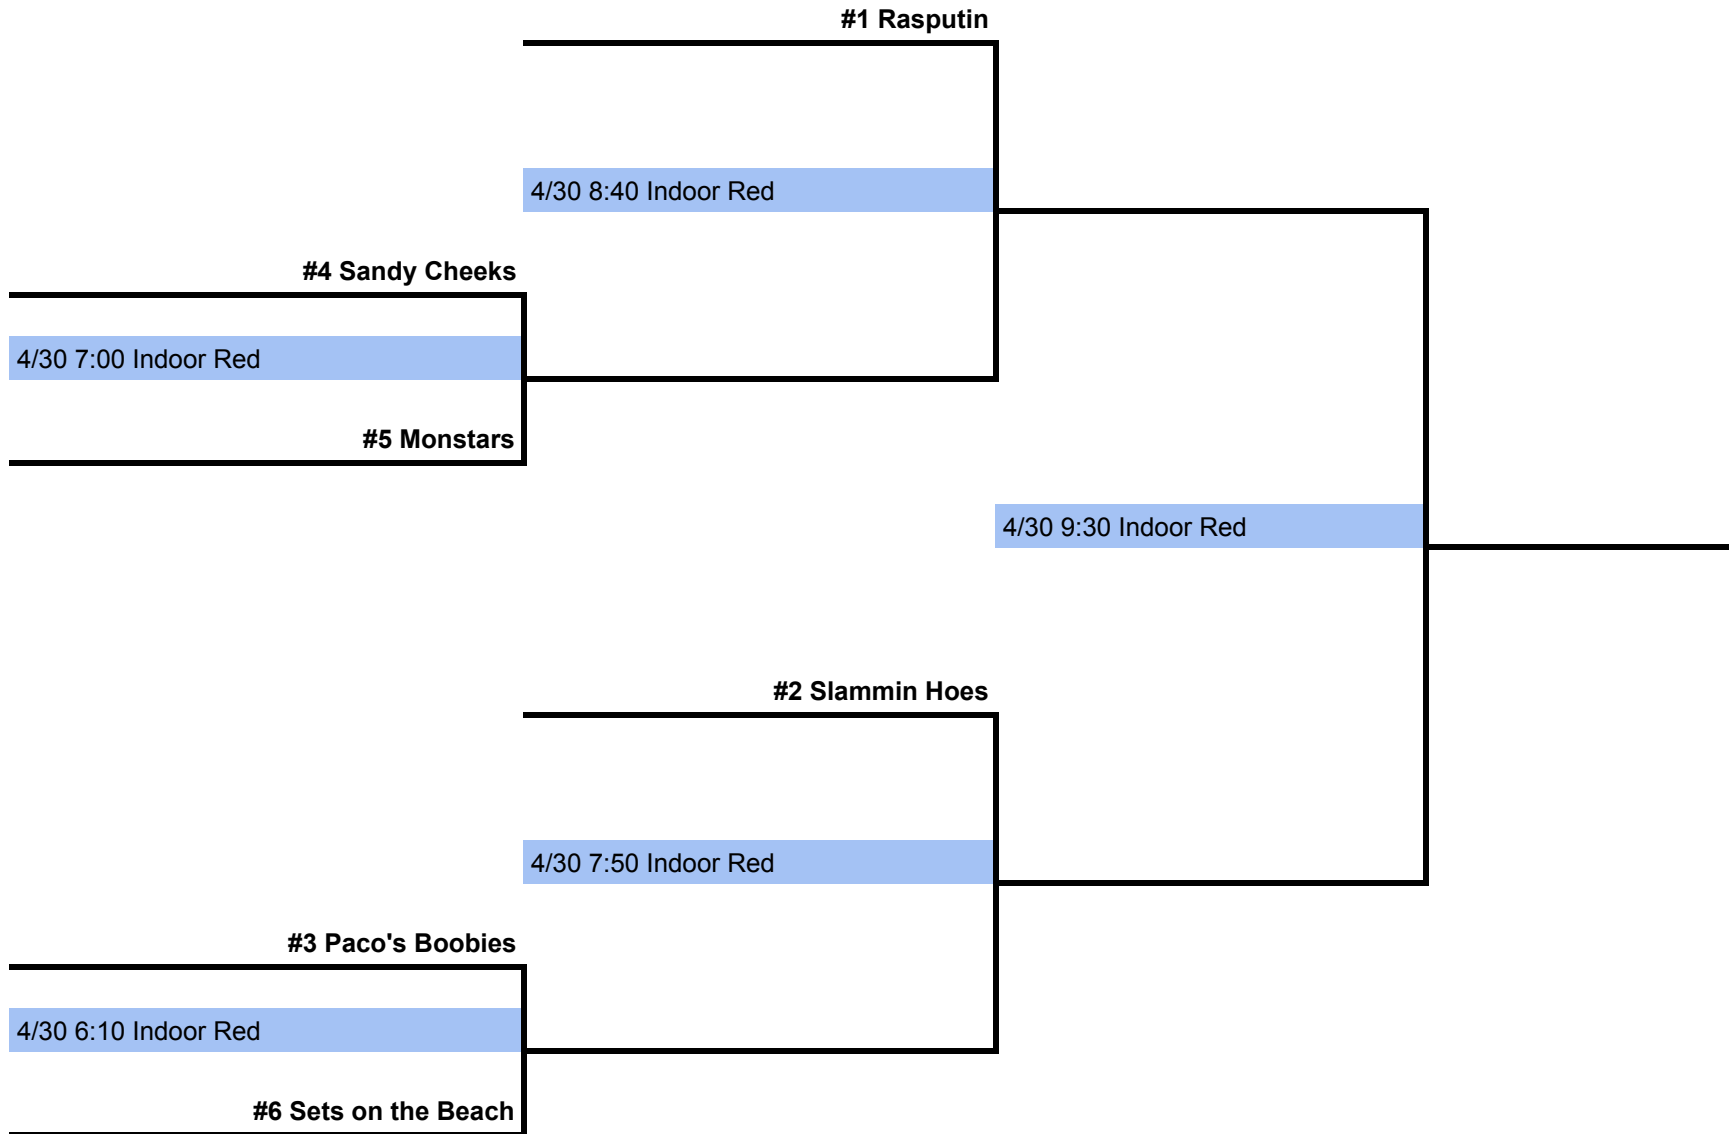 #1 Rasputin
4/30 8:40 Indoor Red
#4 Sandy Cheeks
4/30 7:00 Indoor Red
#5 Monstars
4/30 9:30 Indoor Red
#2 Slammin Hoes
4/30 7:50 Indoor Red
#3 Paco's Boobies
4/30 6:10 Indoor Red
#6 Sets on the Beach